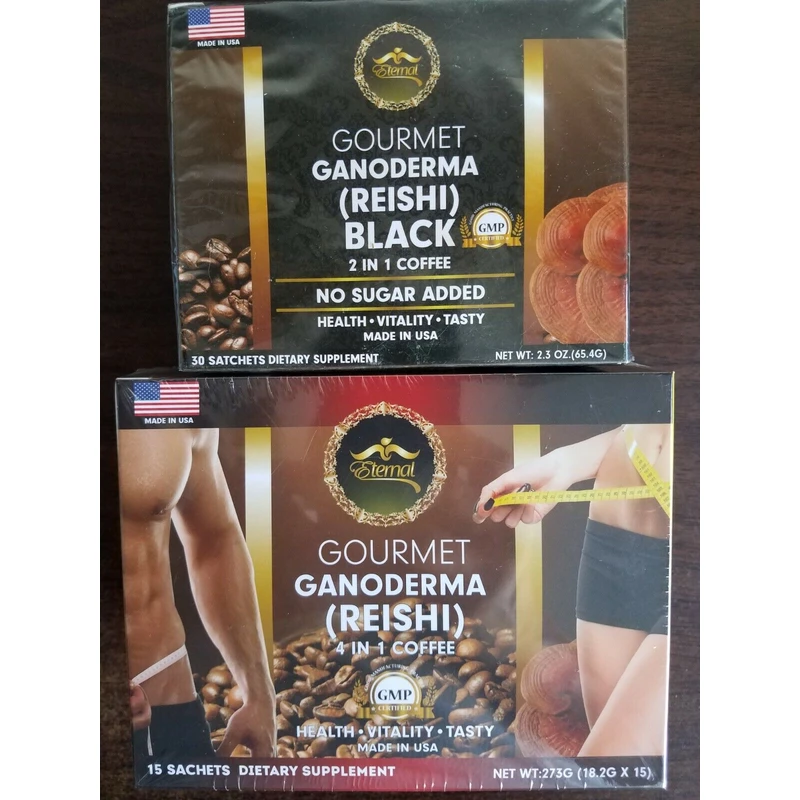 MADE IN USA
Eternal
GOURMET
GANODERMA
(REISHI)
BLACK
GMP
CERTIFIED
2 IN 1 COFFEE
NO SUGAR ADDED
HEALTH • VITALITY • TASTY
MADE IN USA
30 SATCHETS DIETARY SUPPLEMENT
NET WT: 2.3 OZ.(65.4G)
MADE IN USA
Eternal
GOURMET
GANODERMA
(REISHI)
4 IN 1 COFFEE
GMP
CERTIFIED
HEALTH • VITALITY • TASTY
MADE IN USA
15 SACHETS DIETARY SUPPLEMENT
NET WT:273G (18.2G X 15)